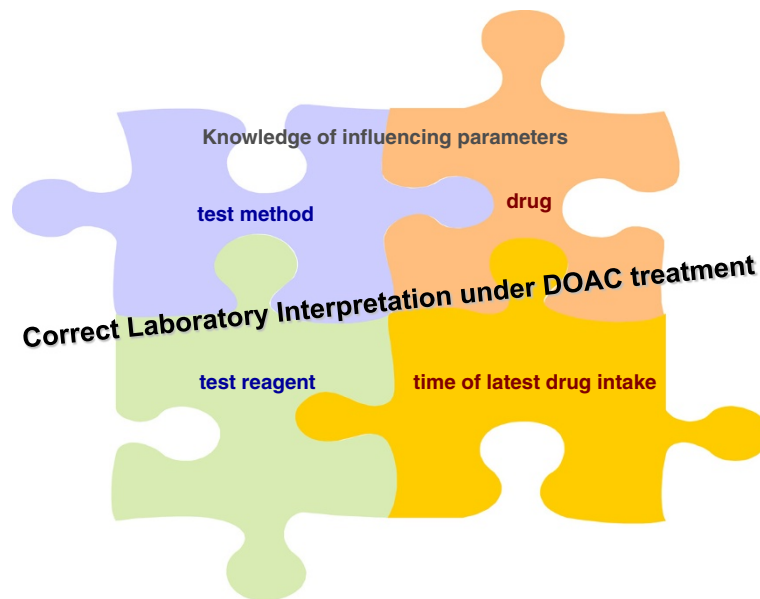 Knowledge of influencing parameters
test method
drug
Correct Laboratory Interpretation under DOAC treatment
test reagent
time of latest drug intake